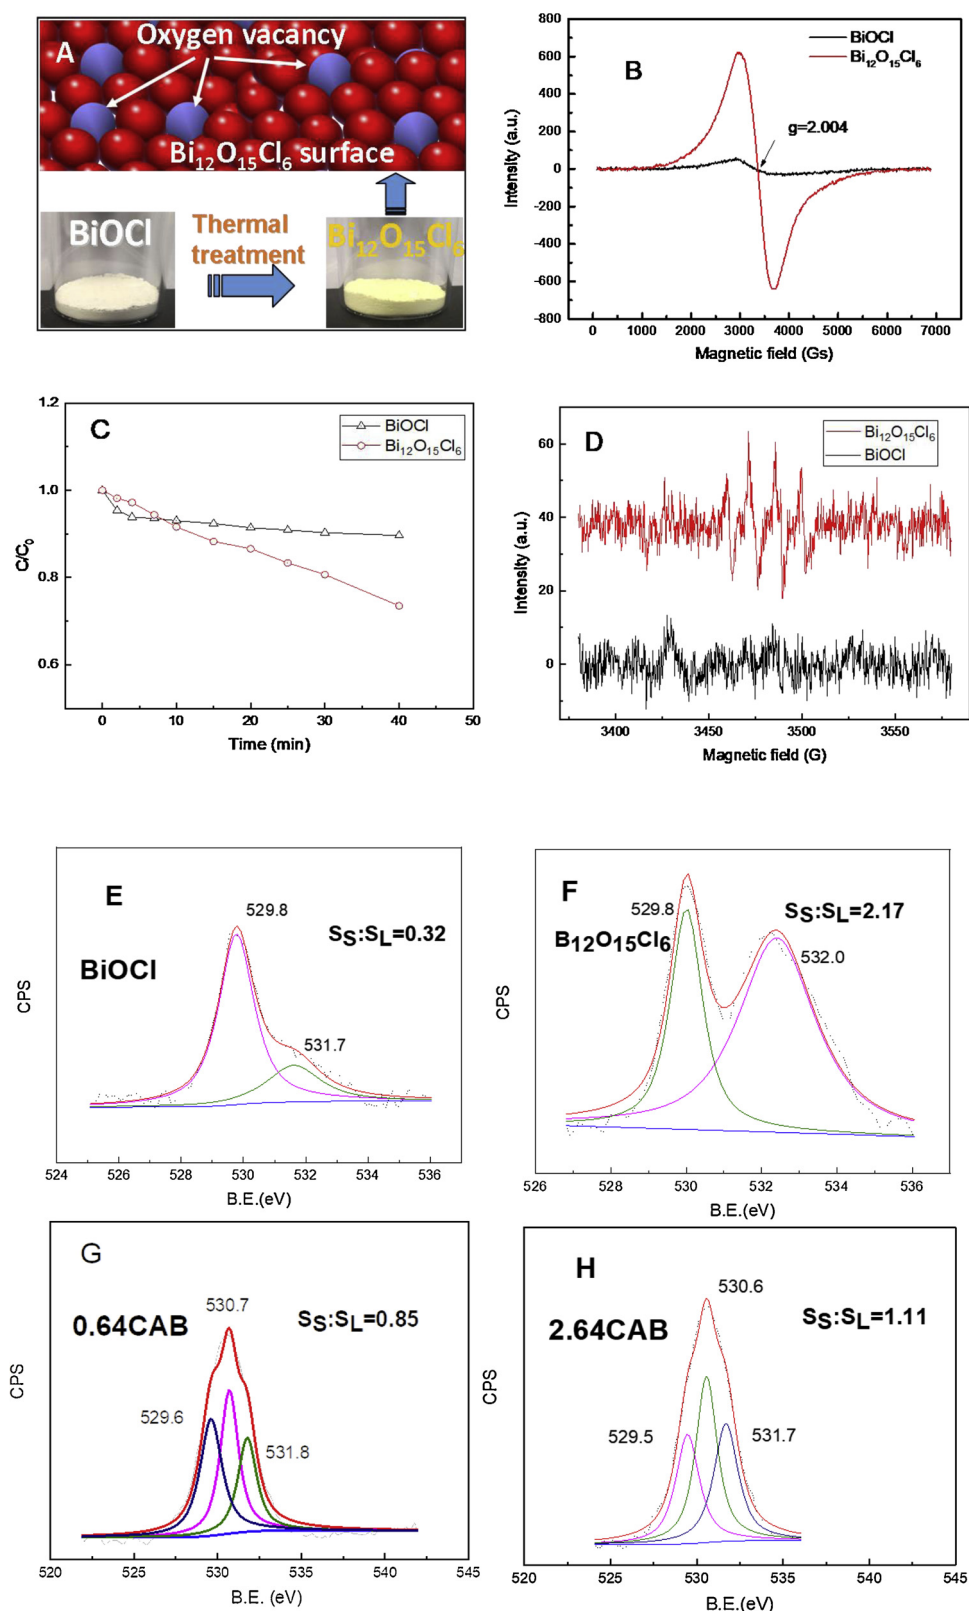 A
Oxygen vacancy
Bi12O15Cl6 surface
BiOCl
Thermal
treatment
Bi12O15Cl6
B
BiOCl
Bi12O15Cl6
g=2.004
Intensity (a.u.)
800
600
400
200
0
-200
-400
-600
-800
0 1000 2000 3000 4000 5000 6000 7000
Magnetic field (Gs)
C
BiOCl
Bi12O15Cl6
C/C0
1.2
1.0
0.8
0.6
0 10 20 30 40 50
Time (min)
D
Bi12O15Cl6
BiOCl
Intensity (a.u.)
60
40
20
0
3400 3450 3500 3550
Magnetic field (G)
E
529.8
SS:SL=0.32
BiOCl
531.7
CPS
524 526 528 530 532 534 536
B.E.(eV)
F
529.8
SS:SL=2.17
B12O15Cl6
532.0
CPS
526 528 530 532 534 536
B.E.(eV)
G
530.7
SS:SL=0.85
0.64CAB
529.6
531.8
CPS
520 525 530 535 540 545
B.E. (eV)
H
530.6
SS:SL=1.11
2.64CAB
529.5
531.7
CPS
520 525 530 535 540 545
B.E.(eV)